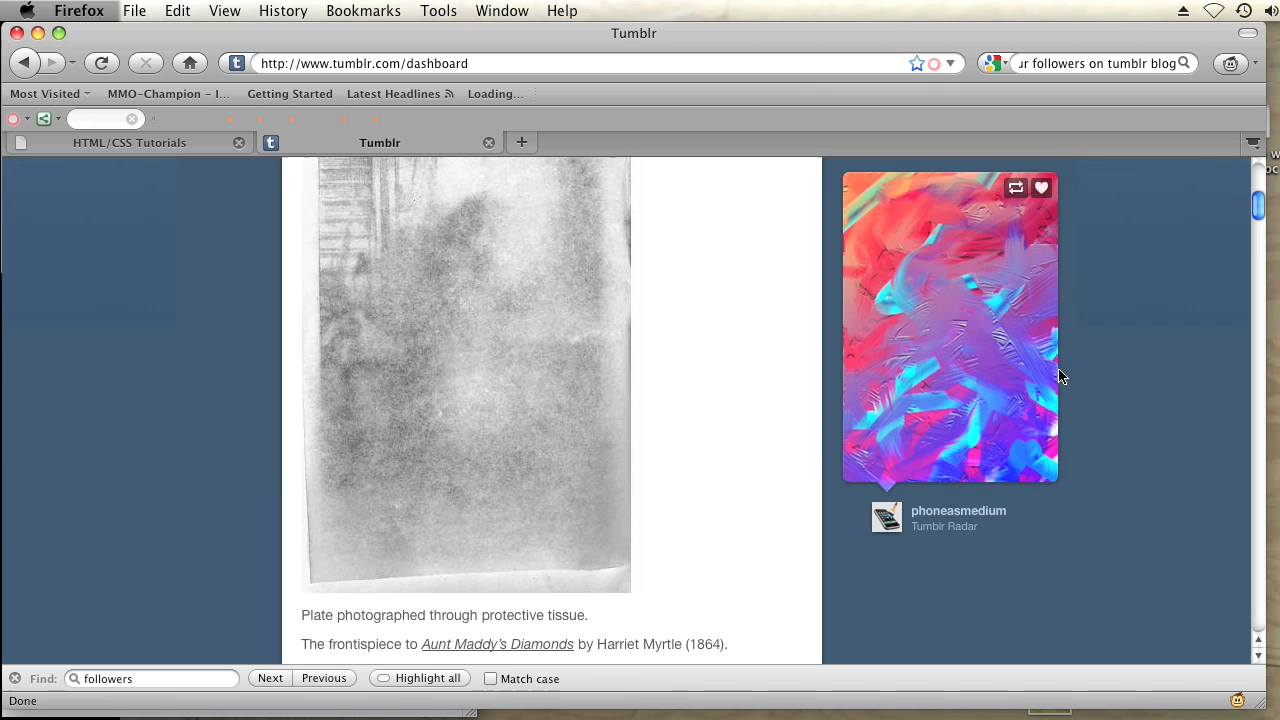 Firefox File Edit View History Bookmarks Tools Window Help
Tumblr
http://www.tumblr.com/dashboard
ur followers on tumblr blog
Most Visited MMO-Champion – I... Getting Started Latest Headlines Loading...
HTML/CSS Tutorials
Tumblr
phoneasmedium
Tumblr Radar
Plate photographed through protective tissue.
The frontispiece to Aunt Maddy's Diamonds by Harriet Myrtle (1864).
Find: followers Next Previous Highlight all Match case
Done